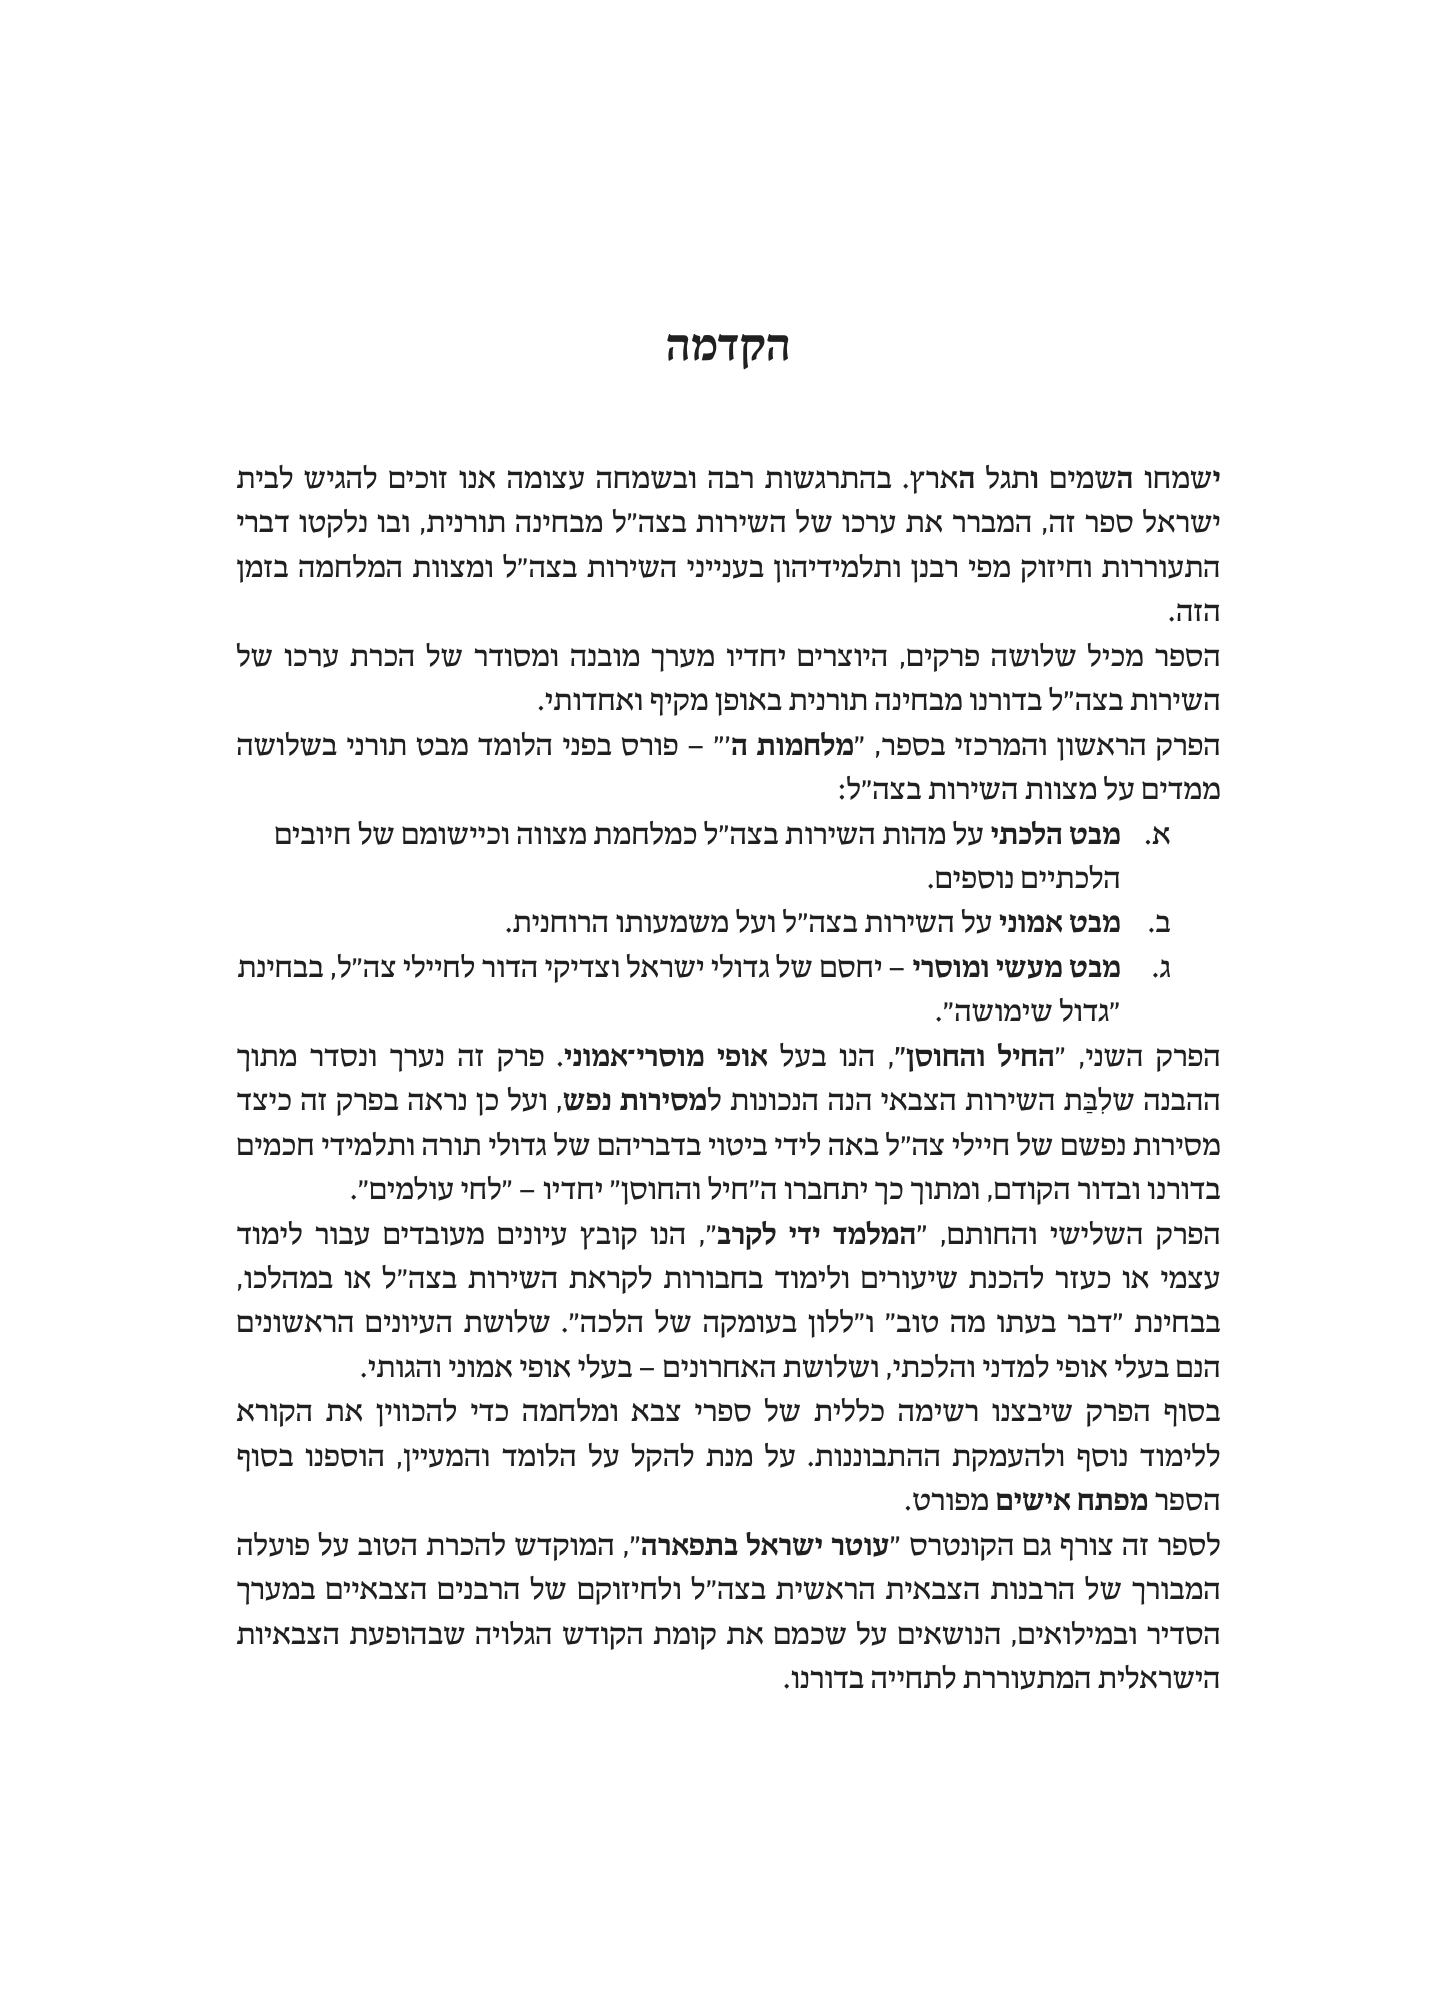 הקדמה
ישמחו השמים ותגל הארץ. בהתרגשות רבה ובשמחה עצומה אנו זוכים להגיש לבית
ישראל ספר זה, המברר את ערכו של השירות בצה״ל מבחינה תורנית, ובו נלקטו דברי
התעוררות וחיזוק מפי רבנן ותלמידיהון בענייני השירות בצה״ל ומצוות המלחמה בזמן
הזה.
הספר מכיל שלושה פרקים, היוצרים יחדיו מערך מובנה ומסודר של הכרת ערכו של
השירות בצה״ל בדורנו מבחינה תורנית באופן מקיף ואחדותי.
הפרק הראשון והמרכזי בספר, ״מלחמות ה׳״ – פורס בפני הלומד מבט תורני בשלושה
ממדים על מצוות השירות בצה״ל:
א. מבט הלכתי על מהות השירות בצה״ל כמלחמת מצווה וכיישומם של חיובים
הלכתיים נוספים.
ב. מבט אמוני על השירות בצה״ל ועל משמעותו הרוחנית.
ג. מבט מעשי ומוסרי – יחסם של גדולי ישראל וצדיקי הדור לחיילי צה״ל, בבחינת
״גדול שימושה״.
הפרק השני, ״החיל והחוסן״, הנו בעל אופי מוסרי־אמוני. פרק זה נערך ונסדר מתוך
ההבנה שלִבַּת השירות הצבאי הנה הנכונות למסירות נפש, ועל כן נראה בפרק זה כיצד
מסירות נפשם של חיילי צה״ל באה לידי ביטוי בדבריהם של גדולי תורה ותלמידי חכמים
בדורנו ובדור הקודם, ומתוך כך יתחברו ה״חיל והחוסן״ יחדיו – ״לחי עולמים״.
הפרק השלישי והחותם, ״המלמד ידי לקרב״, הנו קובץ עיונים מעובדים עבור לימוד
עצמי או כעזר להכנת שיעורים ולימוד בחבורות לקראת השירות בצה״ל או במהלכו,
בבחינת ״דבר בעתו מה טוב״ ו״ללון בעומקה של הלכה״. שלושת העיונים הראשונים
הנם בעלי אופי למדני והלכתי, ושלושת האחרונים – בעלי אופי אמוני והגותי.
בסוף הפרק שיבצנו רשימה כללית של ספרי צבא ומלחמה כדי להכווין את הקורא
ללימוד נוסף ולהעמקת ההתבוננות. על מנת להקל על הלומד והמעיין, הוספנו בסוף
הספר מפתח אישים מפורט.
לספר זה צורף גם הקונטרס ״עוטר ישראל בתפארה״, המוקדש להכרת הטוב על פועלה
המבורך של הרבנות הצבאית הראשית בצה״ל ולחיזוקם של הרבנים הצבאיים במערך
הסדיר ובמילואים, הנושאים על שכמם את קומת הקודש הגלויה שבהופעת הצבאיות
הישראלית המתעוררת לתחייה בדורנו.